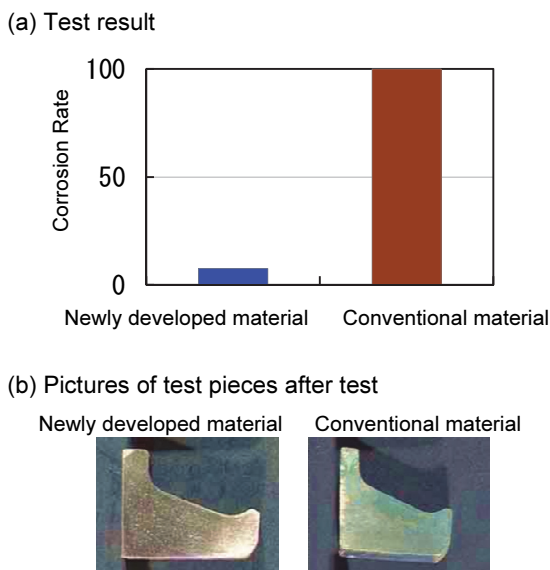 (a) Test result
100
50
0
Corrosion Rate
Newly developed material
Conventional material
(b) Pictures of test pieces after test
Newly developed material
Conventional material